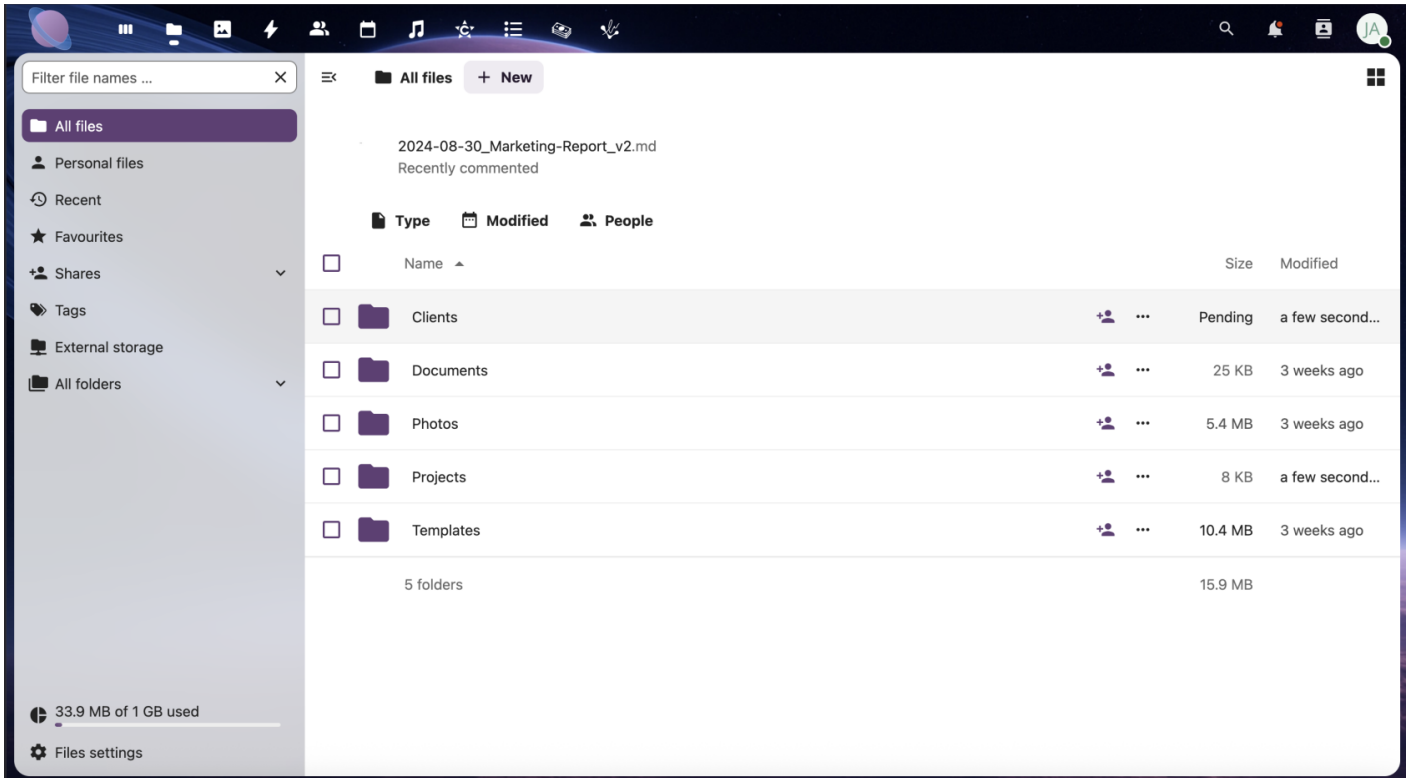 JA
Filter file names ...
All files
Personal files
Recent
Favourites
Shares
Tags
External storage
All folders
33.9 MB of 1 GB used
Files settings
All files
+ New
2024-08-30_Marketing-Report_v2.md
Recently commented
Type Modified People
Name Size Modified
Clients Pending a few second...
Documents 25 KB 3 weeks ago
Photos 5.4 MB 3 weeks ago
Projects 8 KB a few second...
Templates 10.4 MB 3 weeks ago
5 folders 15.9 MB